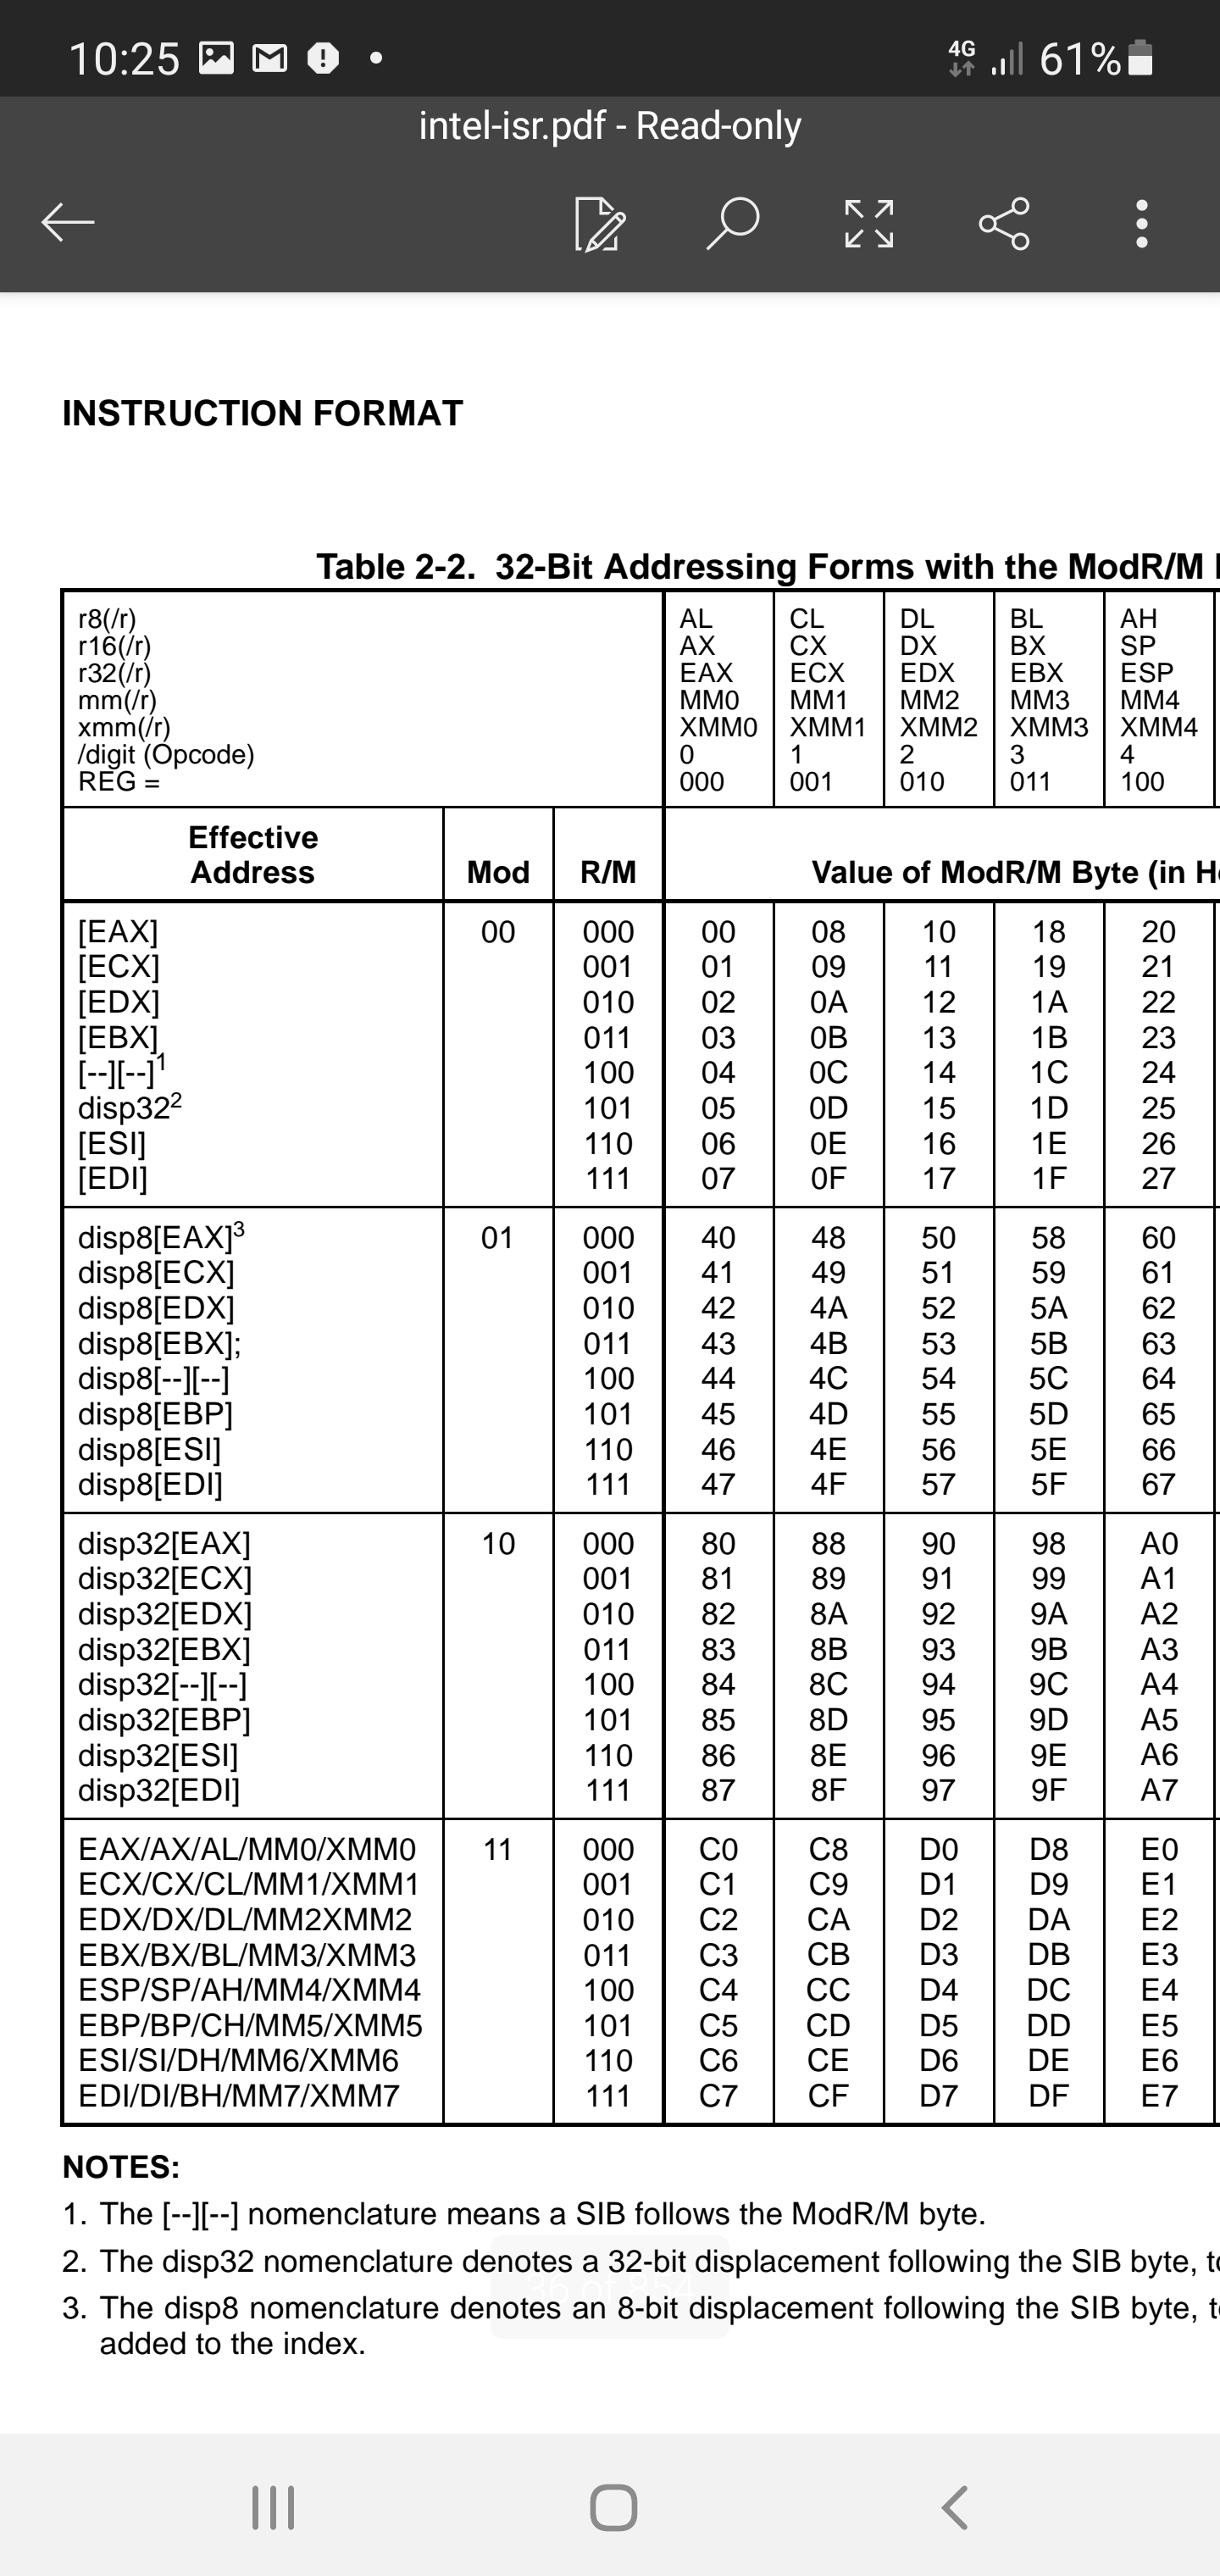 10:25 4G 61%
intel-isr.pdf - Read-only
INSTRUCTION FORMAT
Table 2-2. 32-Bit Addressing Forms with the ModR/M
r8(/r) AL CL DL BL AH
r16(/r) AX CX DX BX SP
r32(/r) EAX ECX EDX EBX ESP
mm(/r) MM0 MM1 MM2 MM3 MM4
xmm(/r) XMM0 XMM1 XMM2 XMM3 XMM4
/digit (Opcode) 0 1 2 3 4
REG = 000 001 010 011 100
Effective
Address Mod R/M Value of ModR/M Byte (in H
[EAX] 00 000 00 08 10 18 20
[ECX] 001 01 09 11 19 21
[EDX] 010 02 0A 12 1A 22
[EBX] 011 03 0B 13 1B 23
[--][--]1 100 04 0C 14 1C 24
disp322 101 05 0D 15 1D 25
[ESI] 110 06 0E 16 1E 26
[EDI] 111 07 0F 17 1F 27
disp8[EAX]3 01 000 40 48 50 58 60
disp8[ECX] 001 41 49 51 59 61
disp8[EDX] 010 42 4A 52 5A 62
disp8[EBX]; 011 43 4B 53 5B 63
disp8[--][--] 100 44 4C 54 5C 64
disp8[EBP] 101 45 4D 55 5D 65
disp8[ESI] 110 46 4E 56 5E 66
disp8[EDI] 111 47 4F 57 5F 67
disp32[EAX] 10 000 80 88 90 98 A0
disp32[ECX] 001 81 89 91 99 A1
disp32[EDX] 010 82 8A 92 9A A2
disp32[EBX] 011 83 8B 93 9B A3
disp32[--][--] 100 84 8C 94 9C A4
disp32[EBP] 101 85 8D 95 9D A5
disp32[ESI] 110 86 8E 96 9E A6
disp32[EDI] 111 87 8F 97 9F A7
EAX/AX/AL/MM0/XMM0 11 000 C0 C8 D0 D8 E0
ECX/CX/CL/MM1/XMM1 001 C1 C9 D1 D9 E1
EDX/DX/DL/MM2XMM2 010 C2 CA D2 DA E2
EBX/BX/BL/MM3/XMM3 011 C3 CB D3 DB E3
ESP/SP/AH/MM4/XMM4 100 C4 CC D4 DC E4
EBP/BP/CH/MM5/XMM5 101 C5 CD D5 DD E5
ESI/SI/DH/MM6/XMM6 110 C6 CE D6 DE E6
EDI/DI/BH/MM7/XMM7 111 C7 CF D7 DF E7
NOTES:
1. The [--][--] nomenclature means a SIB follows the ModR/M byte.
2. The disp32 nomenclature denotes a 32-bit displacement following the SIB byte, to
36 of 854
3. The disp8 nomenclature denotes an 8-bit displacement following the SIB byte, t
added to the index.